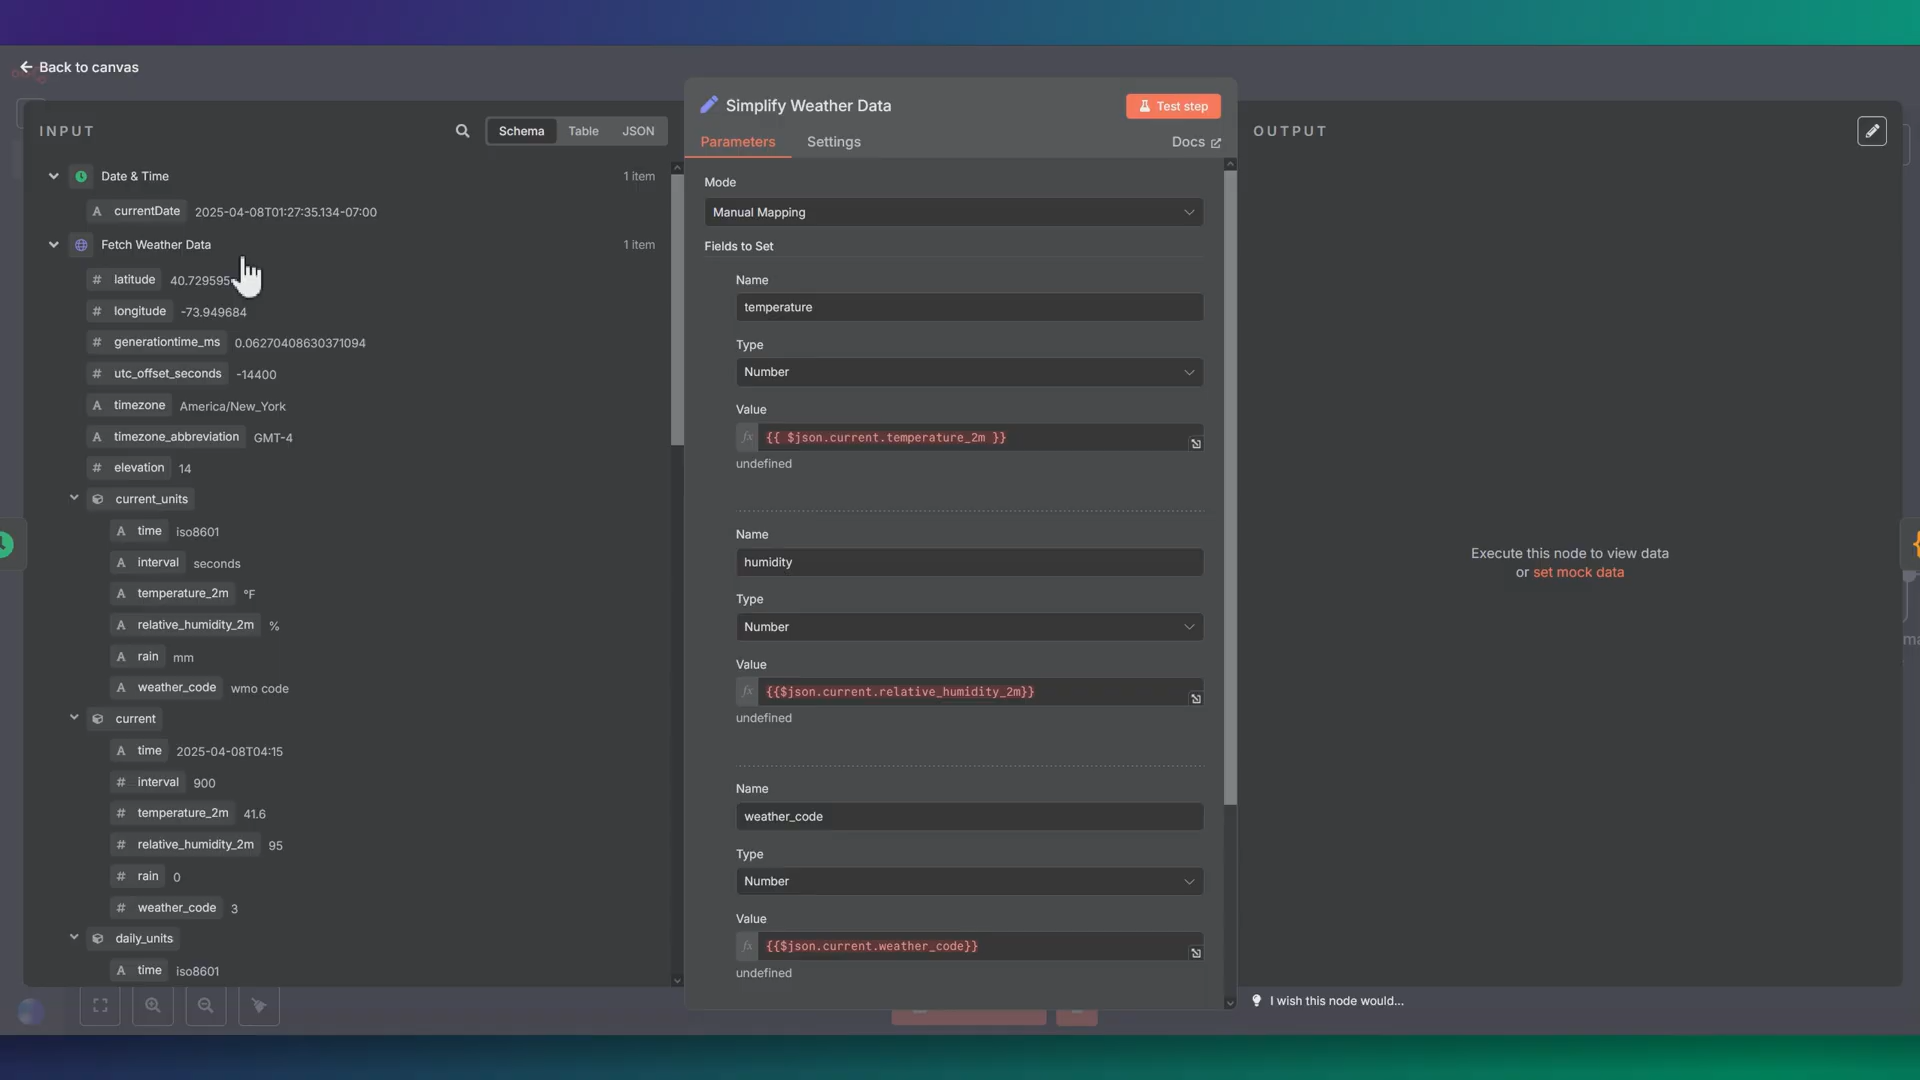 Back to canvas
INPUT
Schema
Table
JSON
Date & Time
1 item
A currentDate 2025-04-08T01:27:35.134-07:00
Fetch Weather Data
1 item
# latitude 40.729595
# longitude -73.949684
# generationtime_ms 0.06270408630371094
# utc_offset_seconds -14400
A timezone America/New_York
A timezone_abbreviation GMT-4
# elevation 14
current_units
A time iso8601
A interval seconds
A temperature_2m °F
A relative_humidity_2m %
A rain mm
A weather_code wmo code
current
A time 2025-04-08T04:15
# interval 900
# temperature_2m 41.6
# relative_humidity_2m 95
# rain 0
# weather_code 3
daily_units
A time iso8601
Simplify Weather Data
Test step
Parameters
Settings
Docs
Mode
Manual Mapping
Fields to Set
Name
temperature
Type
Number
Value
fx {{ $json.current.temperature_2m }}
undefined
Name
humidity
Type
Number
Value
fx {{$json.current.relative_humidity_2m}}
undefined
Name
weather_code
Type
Number
Value
fx {{$json.current.weather_code}}
undefined
OUTPUT
Execute this node to view data
or set mock data
I wish this node would...